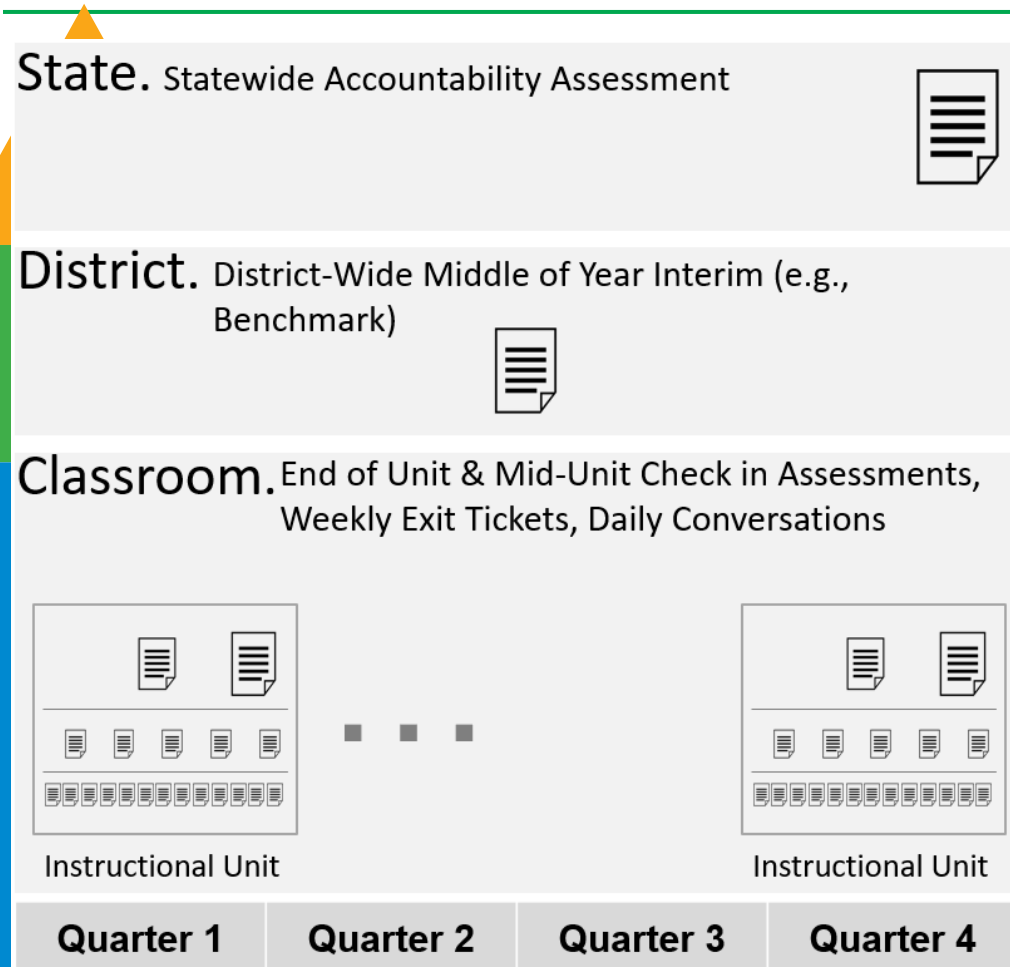 State. Statewide Accountability Assessment
District. District-Wide Middle of Year Interim (e.g.,
Benchmark)
Classroom. End of Unit & Mid-Unit Check in Assessments,
Weekly Exit Tickets, Daily Conversations
Instructional Unit
Instructional Unit
Quarter 1
Quarter 2
Quarter 3
Quarter 4